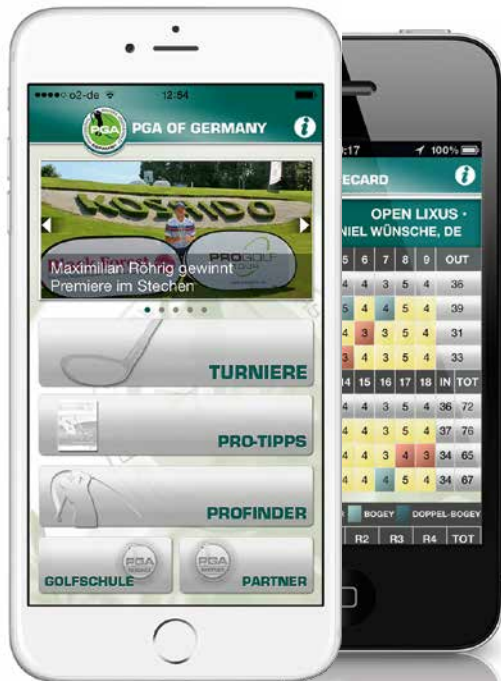 o2-de 12:54
PGA PGA OF GERMANY i
KOSHIDO
PROGOLF
TOUR
Maximilian Röhrig gewinnt
Premiere im Stechen
TURNIERE
PRO-TIPPS
PROFINDER
GOLFSCHULE PGA PGA PARTNER
:17 100%
ECARD i
OPEN LIXUS •
NIEL WÜNSCHE, DE
5 6 7 8 9 OUT
4 4 3 5 4 36
5 4 4 5 4 39
4 3 3 5 4 31
3 4 3 5 4 33
14 15 16 17 18 IN TOT
4 4 3 5 4 36 72
4 4 3 5 4 37 76
4 4 3 4 3 34 65
4 4 4 5 4 34 67
BOGEY DOPPEL-BOGEY
R2 R3 R4 TOT